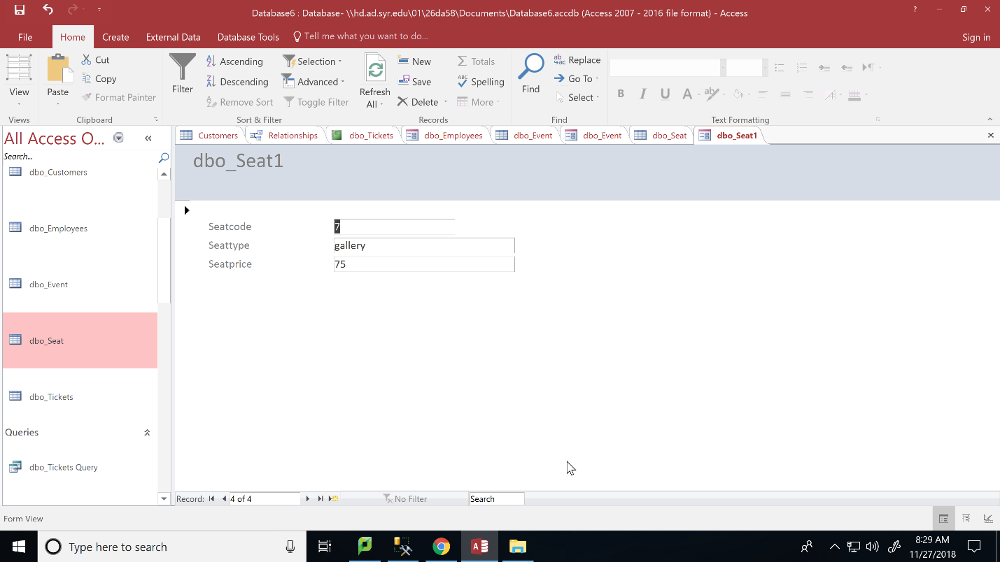 Database6 : Database- \\hd.ad.syr.edu\01\26da58\Documents\Database6.accdb (Access 2007 - 2016 file format) - Access
?
File Home Create External Data Database Tools Tell me what you want to do... Sign in
View
Views
Paste
Cut
Copy
Format Painter
Clipboard
Filter
Ascending
Descending
Remove Sort
Selection
Advanced
Toggle Filter
Sort & Filter
Refresh
All
New
Save
Delete
Totals
Spelling
More
Records
Find
Replace
Go To
Select
Find
B I U A
Text Formatting
All Access O...
Search...
dbo_Customers
dbo_Employees
dbo_Event
dbo_Seat
dbo_Tickets
Queries
dbo_Tickets Query
Customers Relationships dbo_Tickets dbo_Employees dbo_Event dbo_Event dbo_Seat dbo_Seat1
dbo_Seat1
Seatcode 7
Seattype gallery
Seatprice 75
Record: 4 of 4 No Filter Search
Form View
Type here to search
8:29 AM
11/27/2018